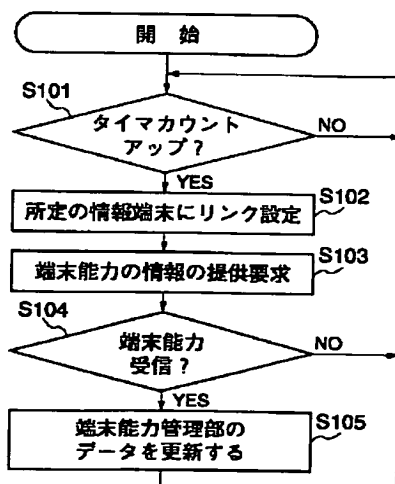 開 始
S101
タイマカウント
アップ?
NO
YES
S102
所定の情報端末にリンク設定
S103
端末能力の情報の提供要求
S104
端末能力
受信?
NO
YES
S105
端末能力管理部の
データを更新する